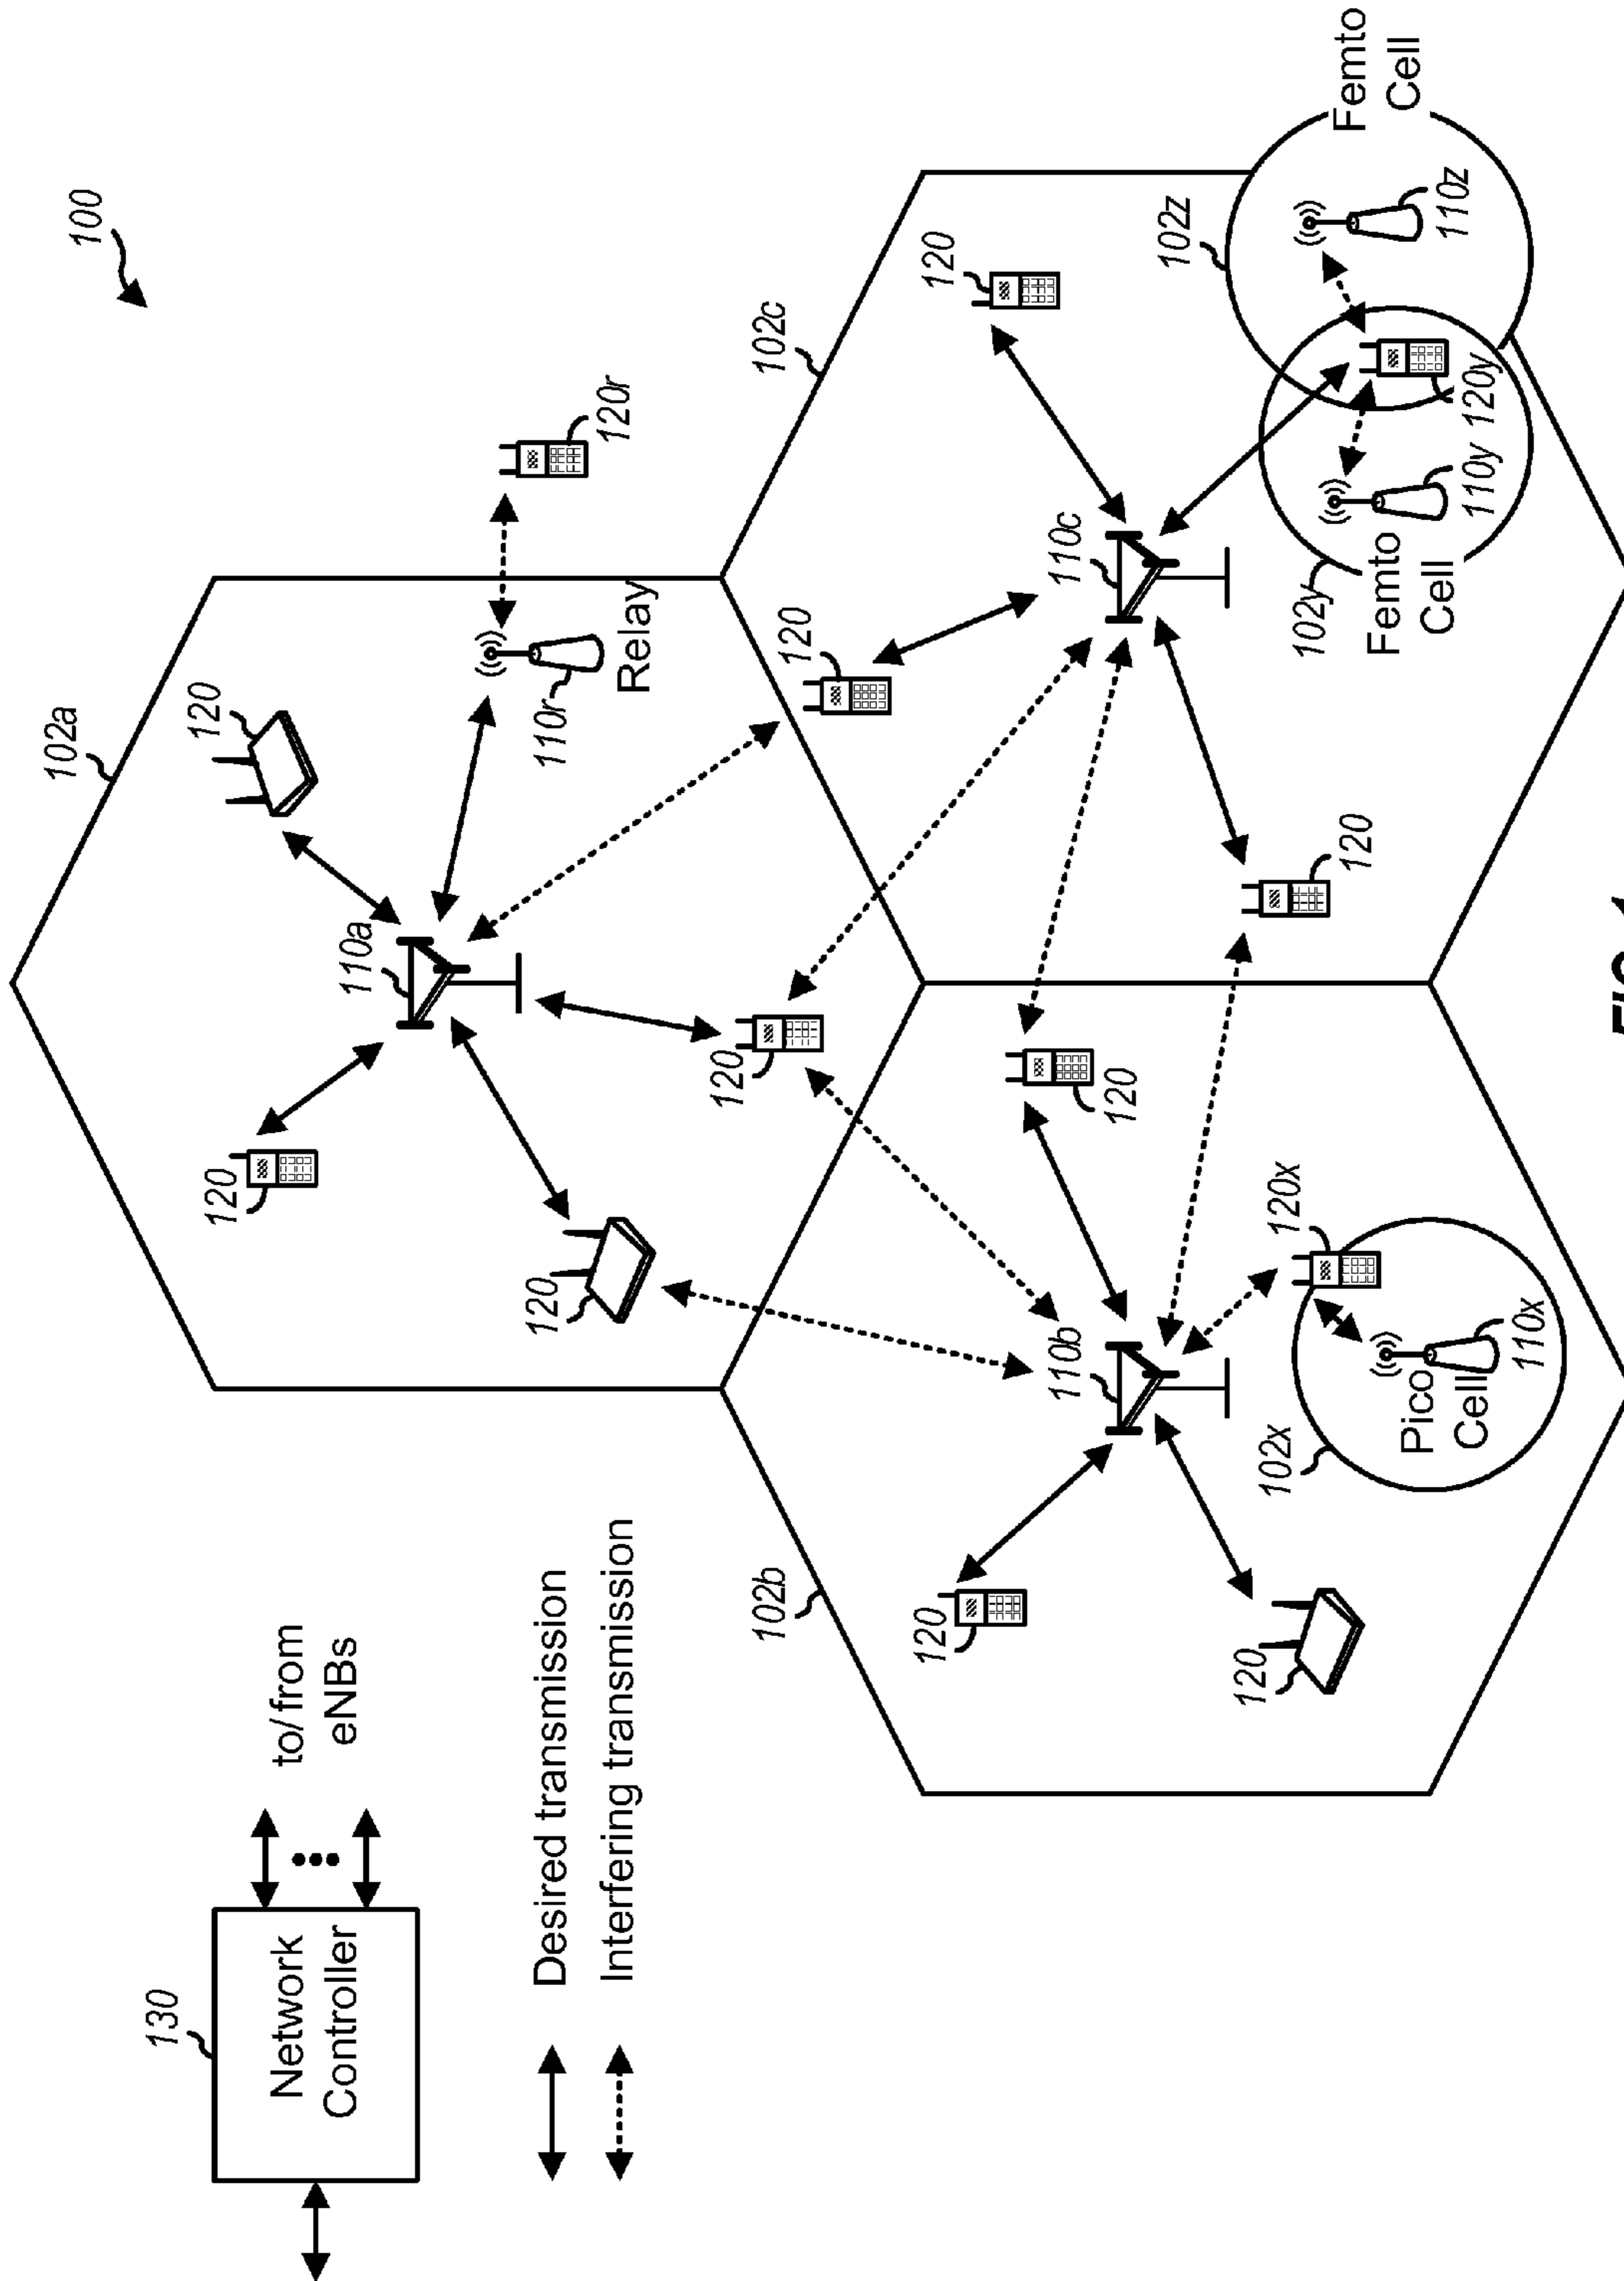 100
130
Network
Controller
to/from
eNBs
Desired transmission
Interfering transmission
102a
120
120
110a
120
120
110r
Relay
120r
120
102b
120
120
110b
120
102x
Pico
Cell
110x
120x
102c
120
110c
120
120
102y
Femto
Cell
110y
120y
102z
110z
Femto
Cell